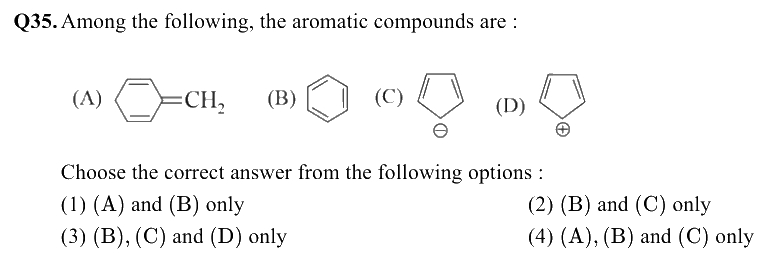 Q35. Among the following, the aromatic compounds are :
(A) =CH₂ (B) (C) ⊖ (D) ⊕
Choose the correct answer from the following options :
(1) (A) and (B) only (2) (B) and (C) only
(3) (B), (C) and (D) only (4) (A), (B) and (C) only